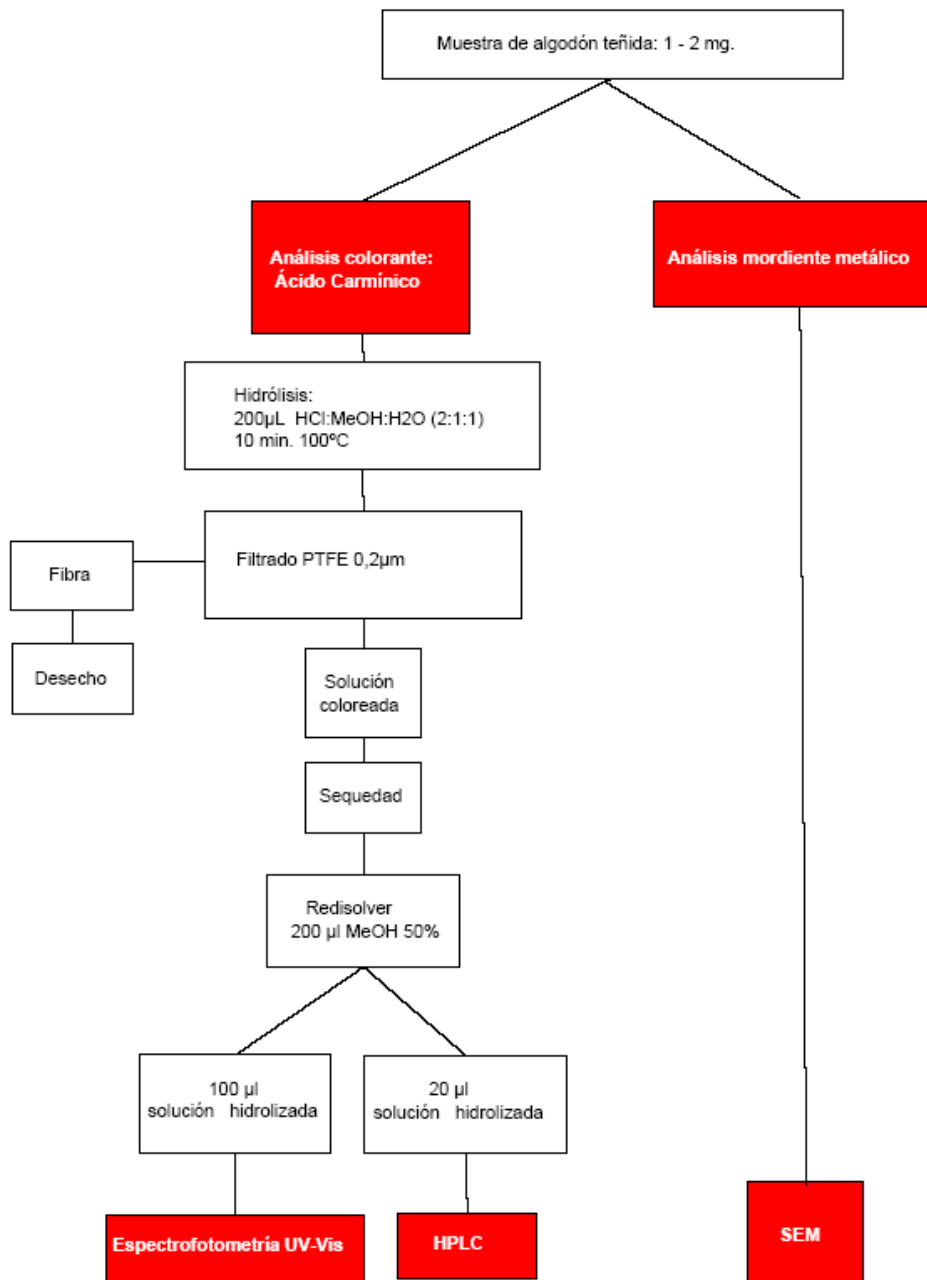 Muestra de algodón teñida: 1 - 2 mg.
Análisis colorante:
Ácido Carmínico
Análisis mordiente metálico
Hidrólisis:
200µL HCl:MeOH:H2O (2:1:1)
10 min. 100ºC
Filtrado PTFE 0,2µm
Fibra
Desecho
Solución
coloreada
Sequedad
Redisolver
200 µl MeOH 50%
100 µl
solución hidrolizada
20 µl
solución hidrolizada
Espectrofotometría UV-Vis
HPLC
SEM